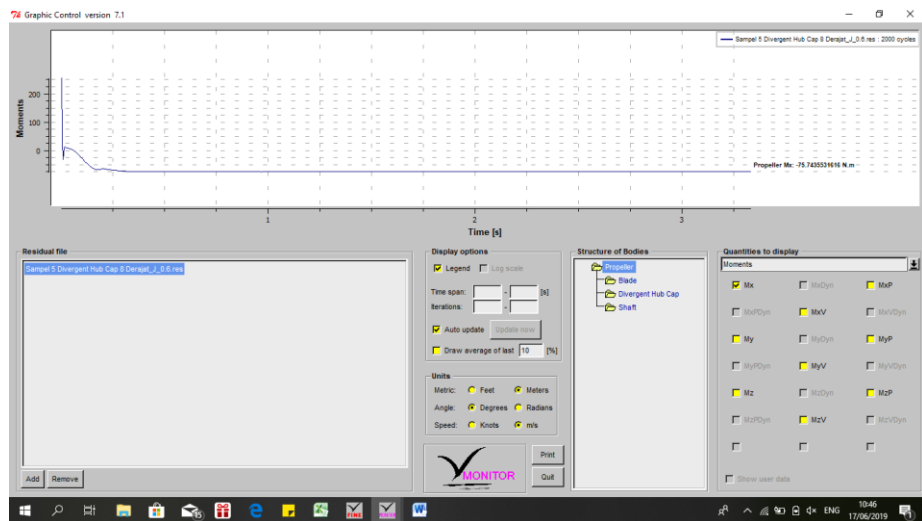 Graphic Control version 7.1
Sampel 5 Divergent Hub Cap 8 Derajat_J_0.6.res : 2000 cycles
Moments
200
100
0
Propeller Mx: -75.7435531616 N.m
1
2
3
Time [s]
Residual file
Sampel 5 Divergent Hub Cap 8 Derajat_J_0.6.res
Add
Remove
Display options
Legend
Log scale
Time span:
-
[s]
Iterations:
-
Auto update
Update now
Draw average of last
10
[%]
Units
Metric:
Feet
Meters
Angle:
Degrees
Radians
Speed:
Knots
m/s
MONITOR
Print
Quit
Structure of Bodies
Propeller
Blade
Divergent Hub Cap
Shaft
Quantities to display
Moments
Mx
MxDyn
MxP
MxPDyn
MxV
MxVDyn
My
MyDyn
MyP
MyPDyn
MyV
MyVDyn
Mz
MzDyn
MzP
MzPDyn
MzV
MzVDyn
Show user data
ENG
10:46
17/06/2019